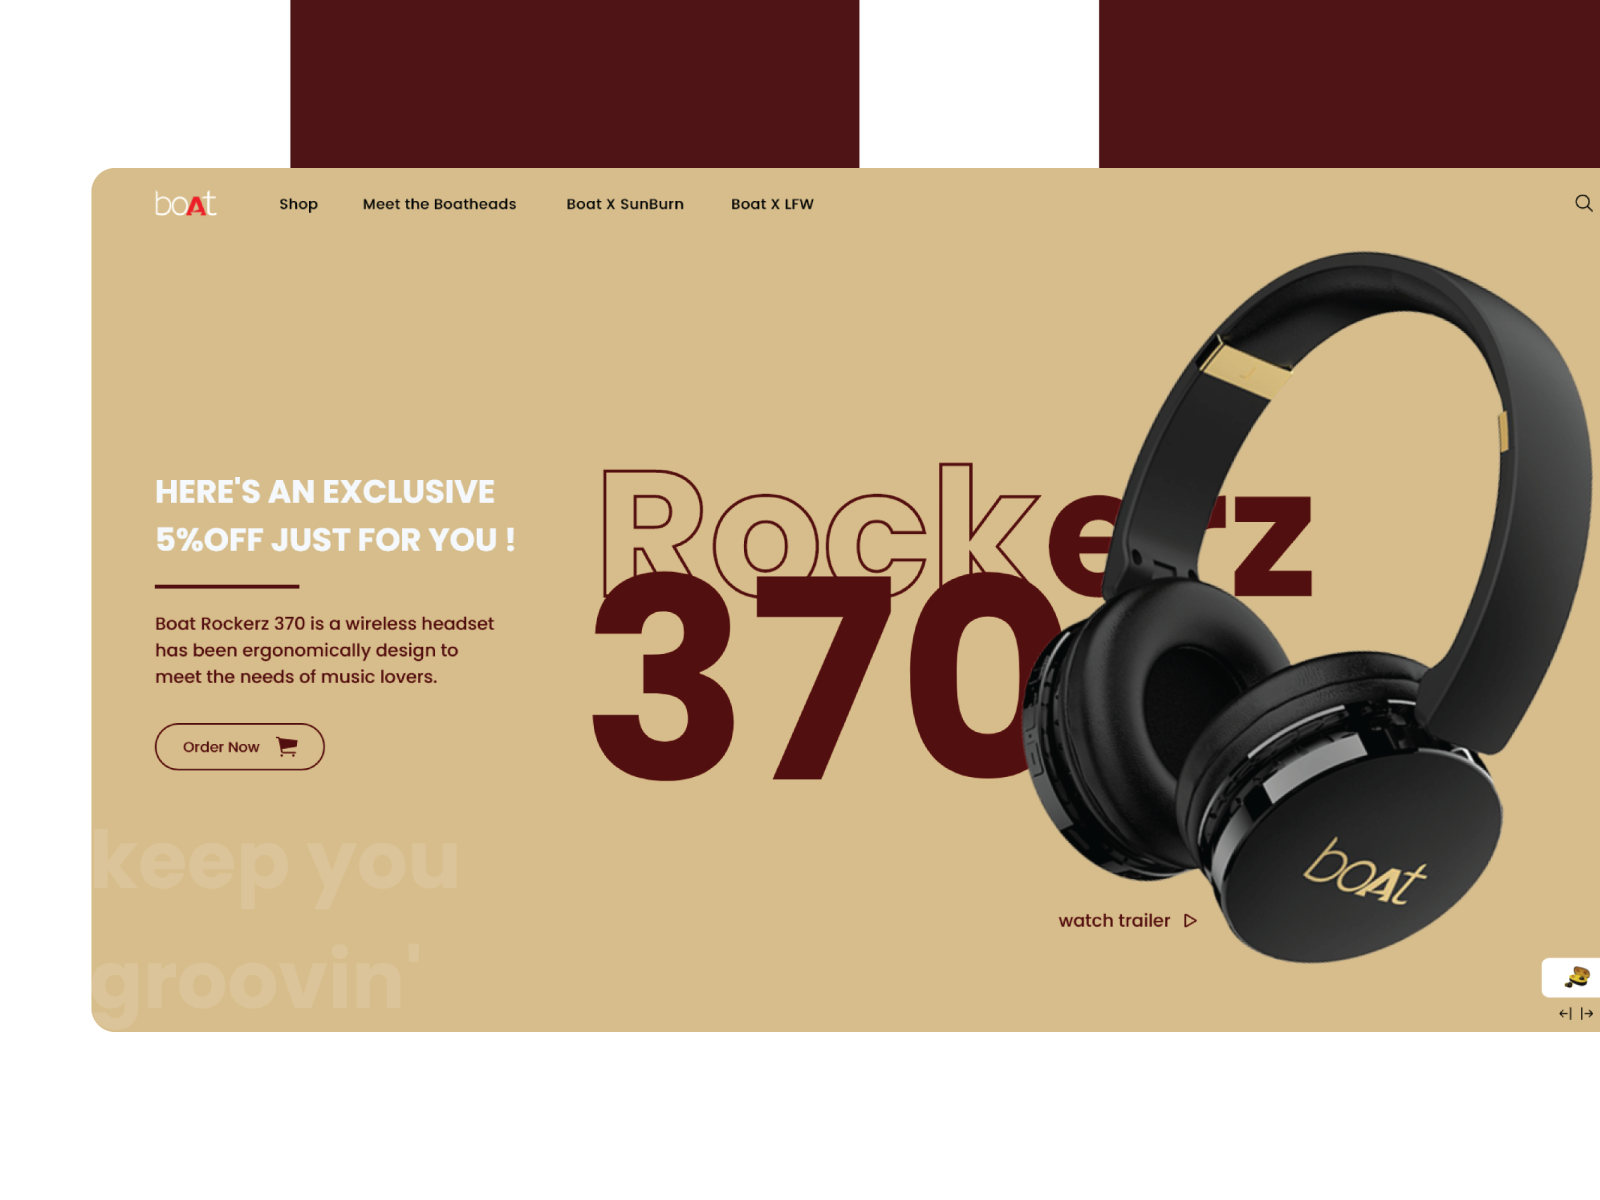 boAt
Shop
Meet the Boatheads
Boat X SunBurn
Boat X LFW
HERE'S AN EXCLUSIVE
5%OFF JUST FOR YOU !
Boat Rockerz 370 is a wireless headset
has been ergonomically design to
meet the needs of music lovers.
Order Now
Rockerz
370
keep you
groovin'
watch trailer
boAt